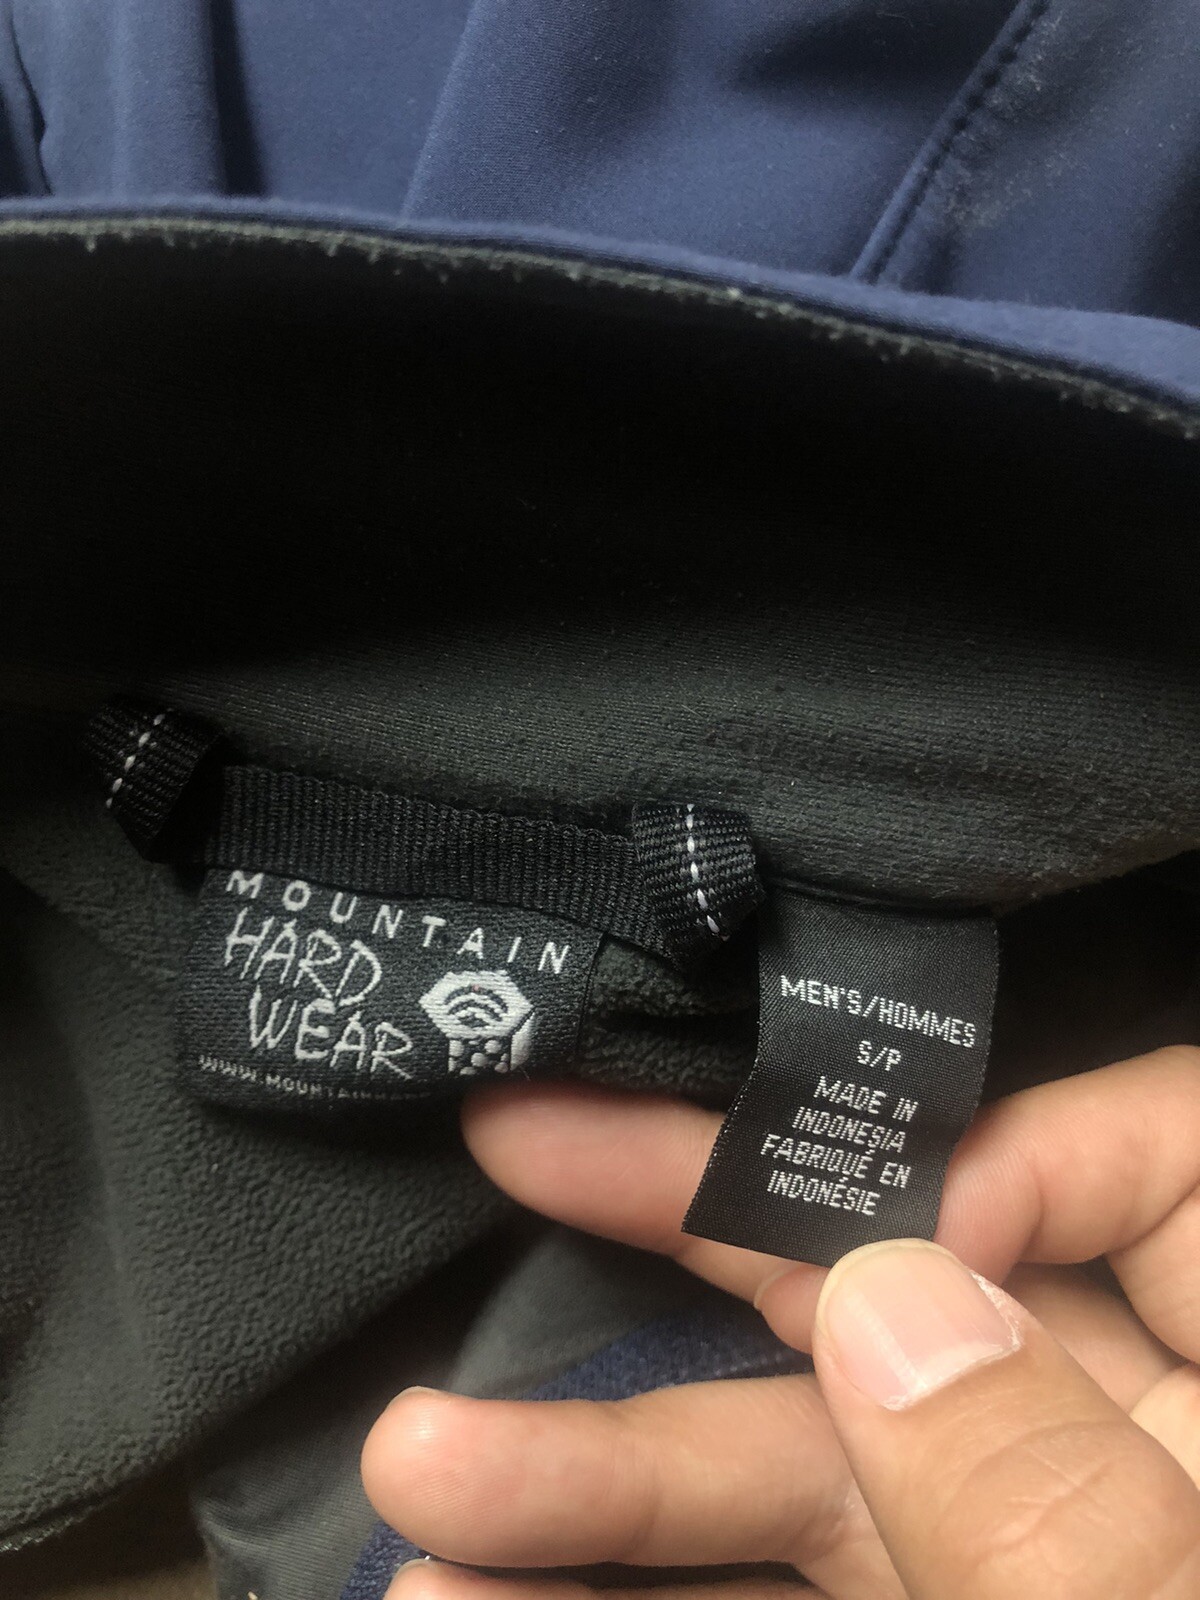 MOUNTAIN
HARD
WEAR
MEN'S/HOMMES
S/P
MADE IN
INDONESIA
FABRIQUÉ EN
INDONÉSIE